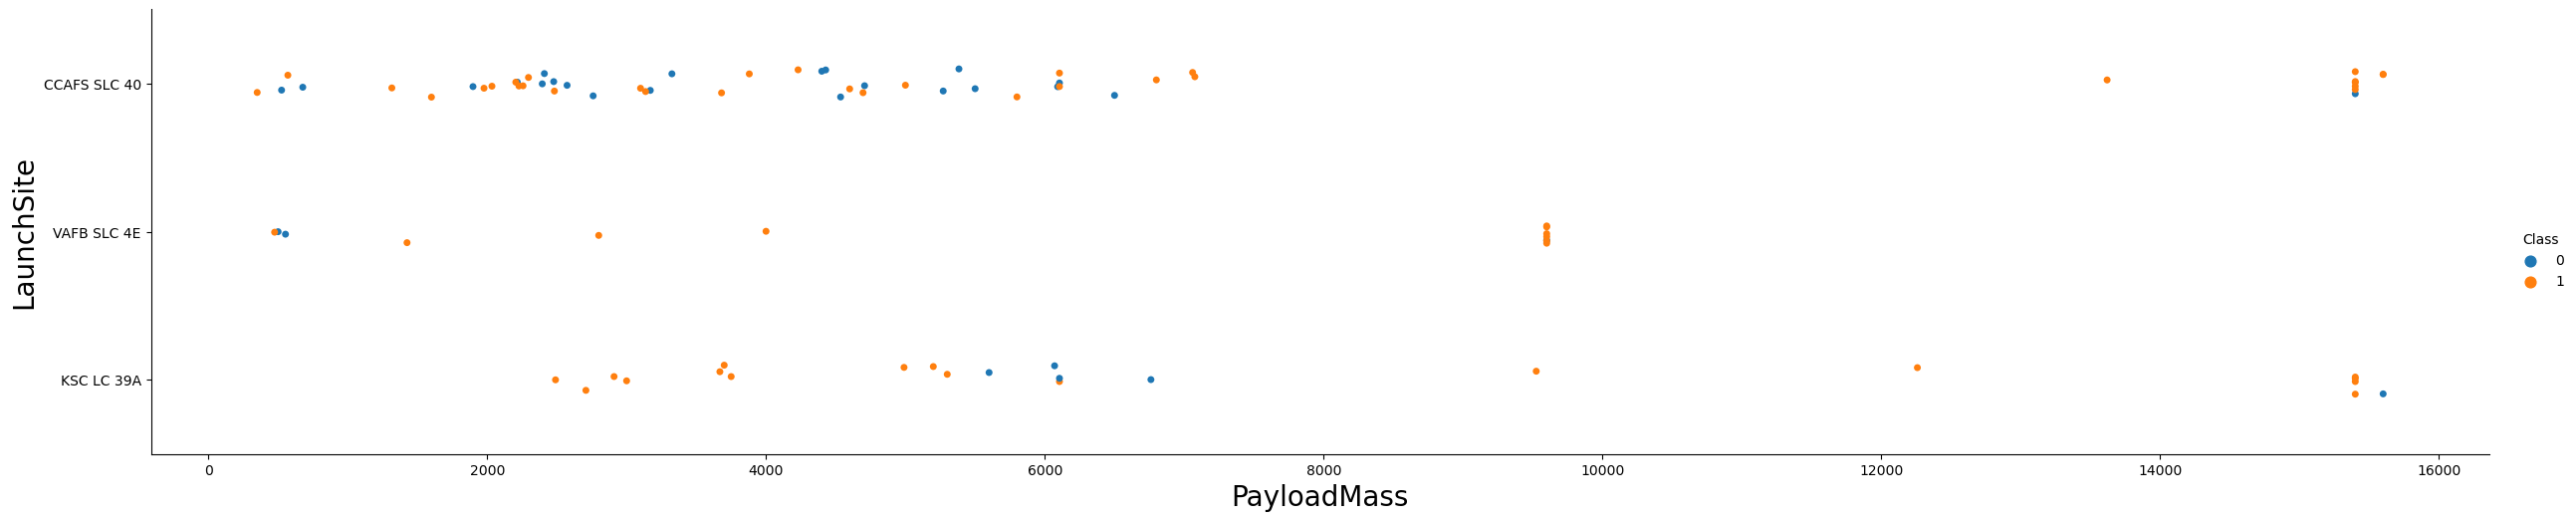 LaunchSite
CCAFS SLC 40
VAFB SLC 4E
KSC LC 39A
0 2000 4000 6000 8000 10000 12000 14000 16000
PayloadMass
Class
0
1